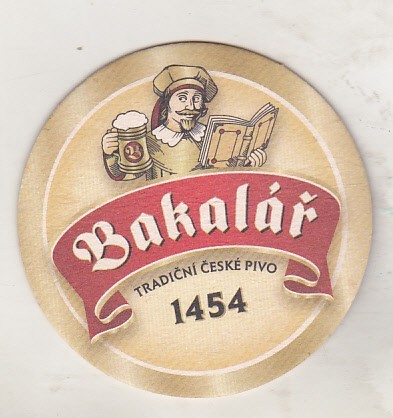 B
Bakalář
TRADIČNÍ ČESKÉ PIVO
1454